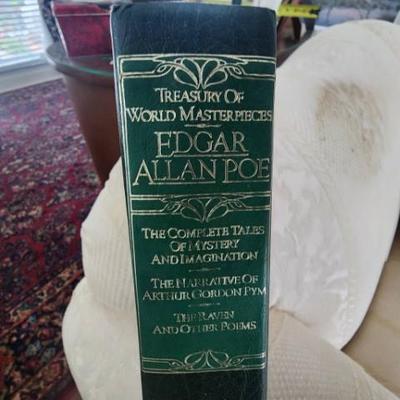 TREASURY OF
WORLD MASTERPIECES
EDGAR
ALLAN POE
THE COMPLETE TALES
OF MYSTERY
AND IMAGINATION
THE NARRATIVE OF
ARTHUR GORDON PYM
THE RAVEN
AND OTHER POEMS